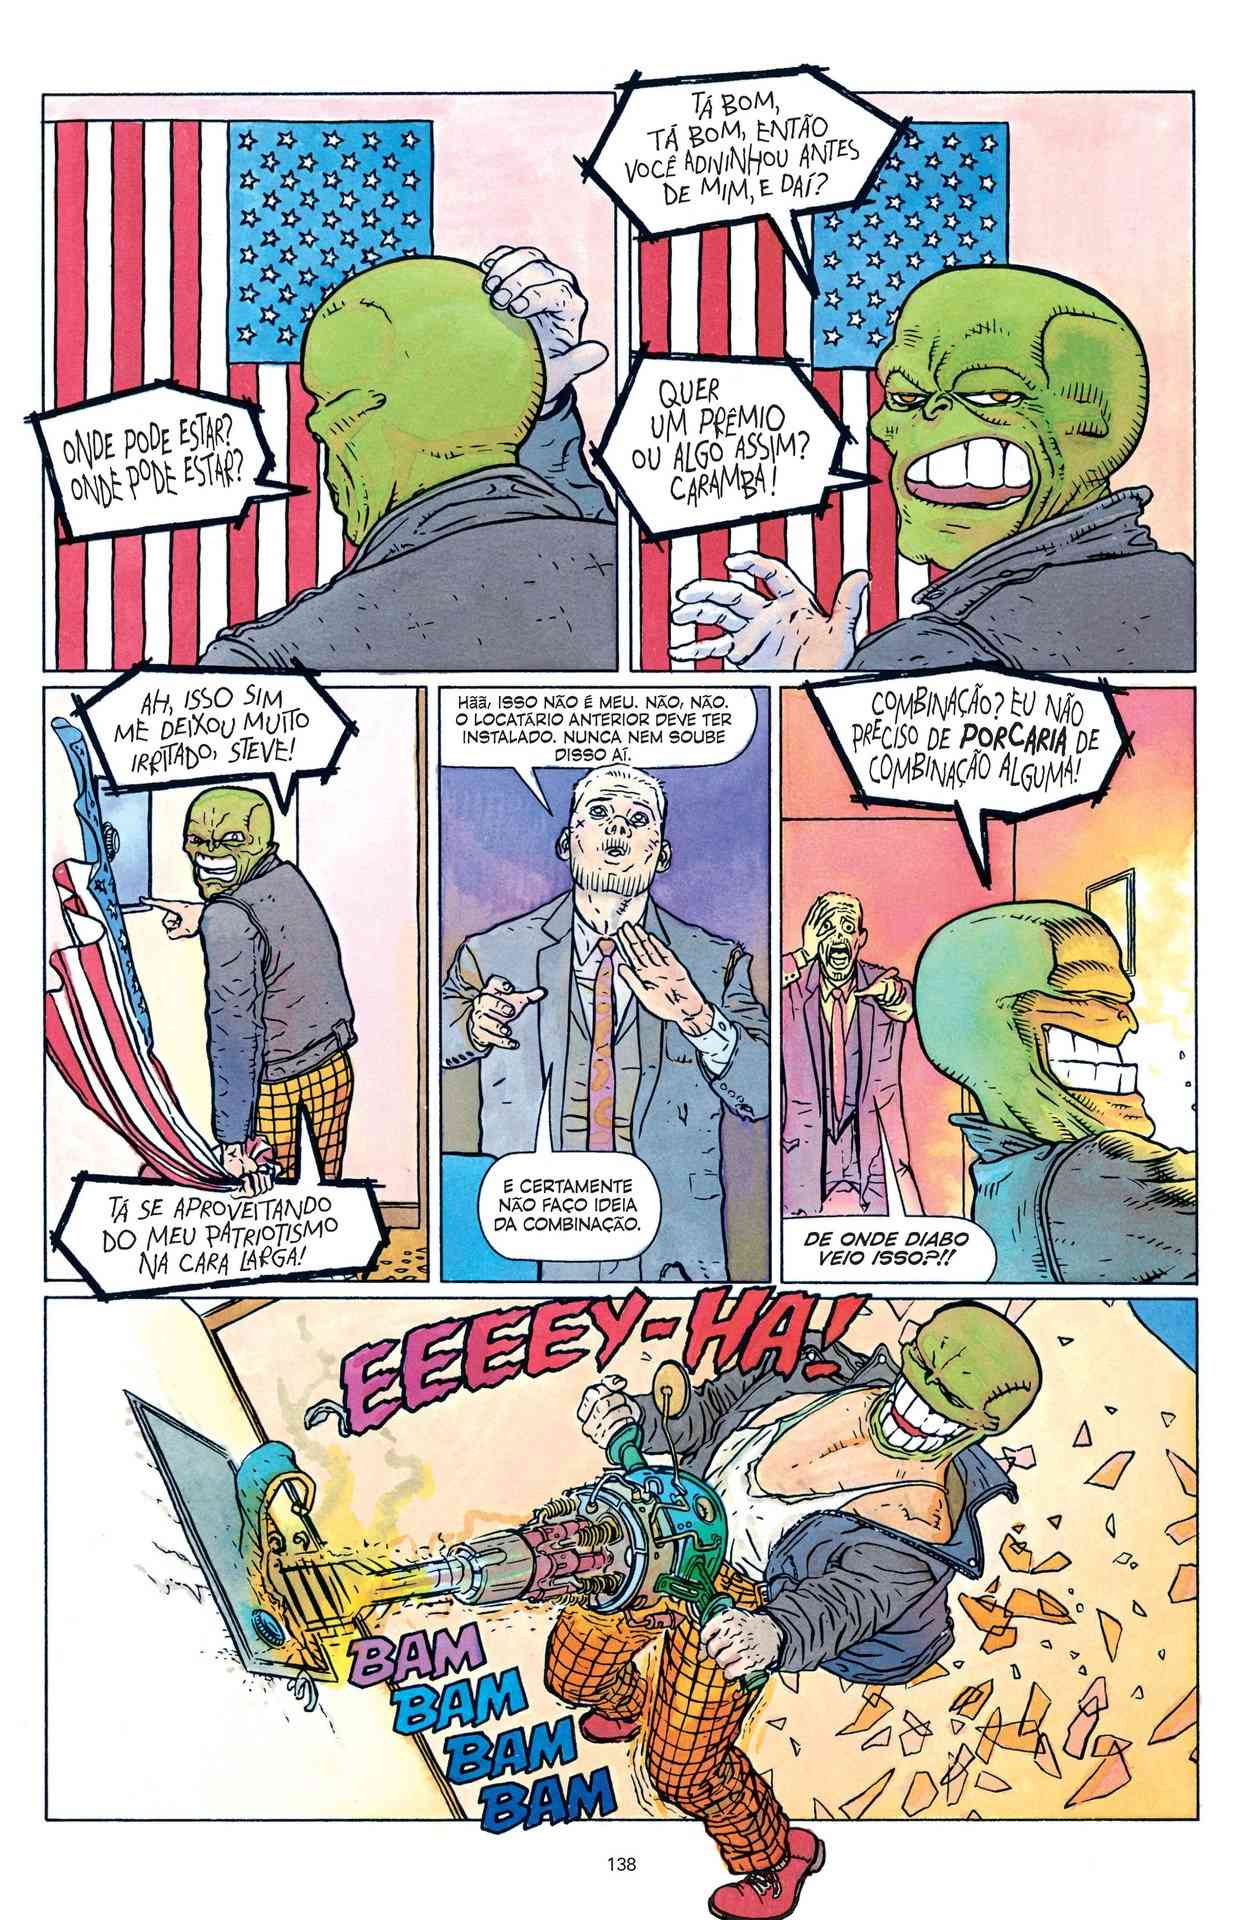 ONDE PODE ESTAR?
ONDE PODE ESTAR?
TÁ BOM,
TÁ BOM, ENTÃO
VOCÊ ADIVINHOU ANTES
DE MIM, E DAÍ?
QUER
UM PRÊMIO
OU ALGO ASSIM?
CARAMBA!
AH, ISSO SIM
ME DEIXOU MUITO
IRRITADO, STEVE!
TÁ SE APROVEITANDO
DO MEU PATRIOTISMO
NA CARA LARGA!
HÃÃ, ISSO NÃO É MEU. NÃO, NÃO.
O LOCATÁRIO ANTERIOR DEVE TER
INSTALADO. NUNCA NEM SOUBE
DISSO AÍ.
E CERTAMENTE
NÃO FAÇO IDEIA
DA COMBINAÇÃO.
COMBINAÇÃO? EU NÃO
PRECISO DE PORCARIA DE
COMBINAÇÃO ALGUMA!
DE ONDE DIABO
VEIO ISSO?!!
EEEEY-HA!
BAM
BAM
BAM
BAM
138